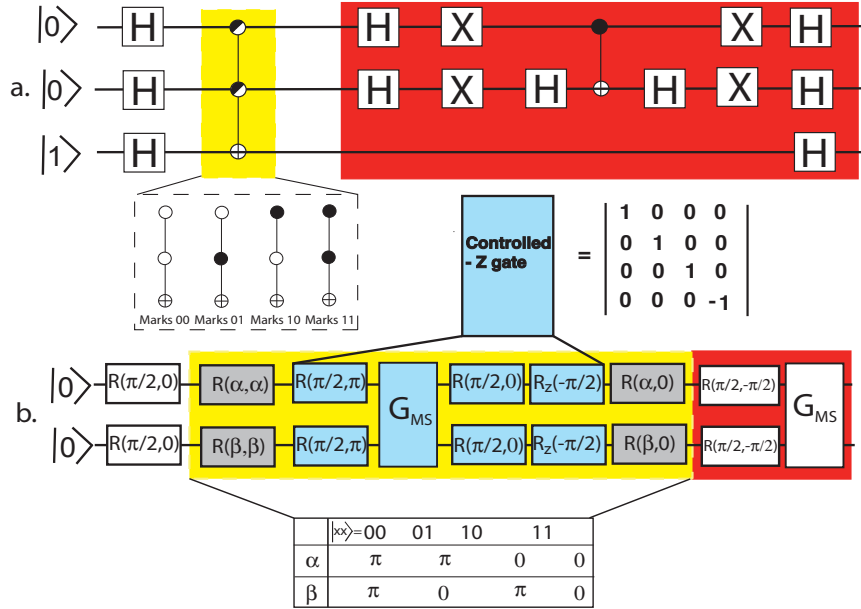 |0⟩ H H X X H
a. |0⟩ H H X H H X H
|1⟩ H H
Marks 00 Marks 01 Marks 10 Marks 11
Controlled
- Z gate
=
1 0 0 0
0 1 0 0
0 0 1 0
0 0 0 -1
b.
|0⟩ R(π/2,0) R(α,α) R(π/2,π) G_MS R(π/2,0) R_z(-π/2) R(α,0) R(π/2,-π/2) G_MS
|0⟩ R(π/2,0) R(β,β) R(π/2,π) R(π/2,0) R_z(-π/2) R(β,0) R(π/2,-π/2)
|xx⟩=00 01 10 11
α π π 0 0
β π 0 π 0